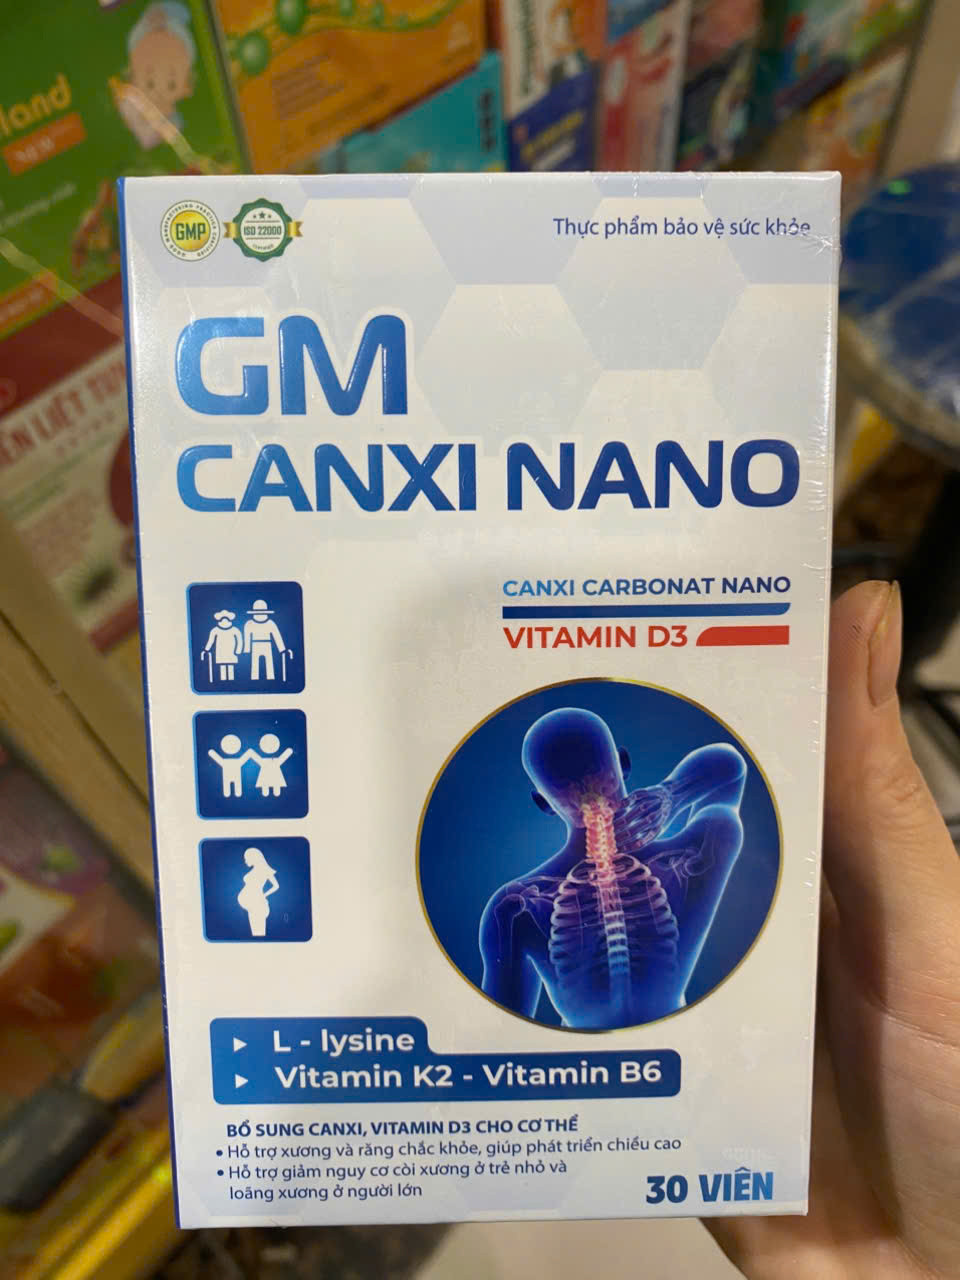 land
GMP
ISO 22000
Thực phẩm bảo vệ sức khỏe
GM
CANXI NANO
CANXI CARBONAT NANO
VITAMIN D3
L - lysine
Vitamin K2 - Vitamin B6
BỔ SUNG CANXI, VITAMIN D3 CHO CƠ THỂ
• Hỗ trợ xương và răng chắc khỏe, giúp phát triển chiều cao
• Hỗ trợ giảm nguy cơ còi xương ở trẻ nhỏ và
loãng xương ở người lớn
30 VIÊN